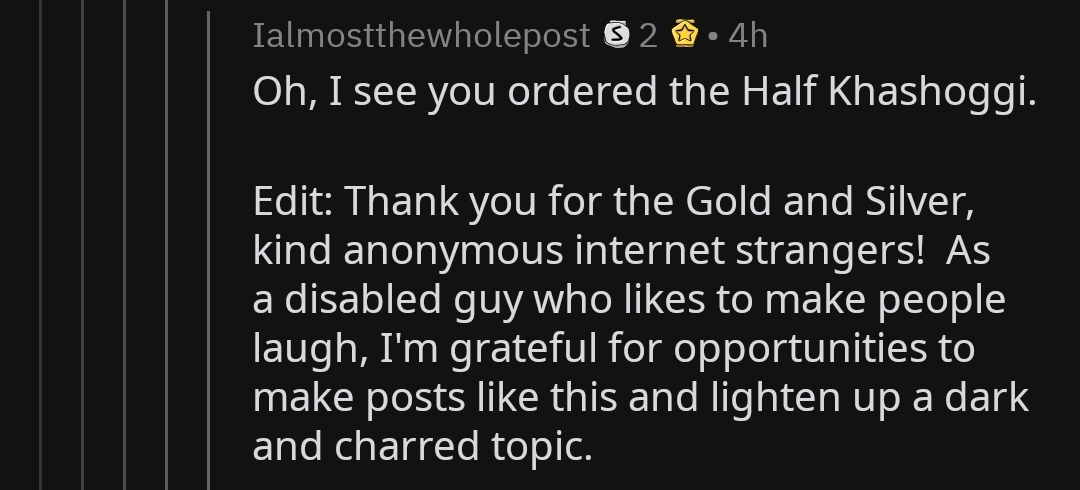 Ialmostthewholepost S 2 • 4h
Oh, I see you ordered the Half Khashoggi.
Edit: Thank you for the Gold and Silver,
kind anonymous internet strangers!  As
a disabled guy who likes to make people
laugh, I'm grateful for opportunities to
make posts like this and lighten up a dark
and charred topic.